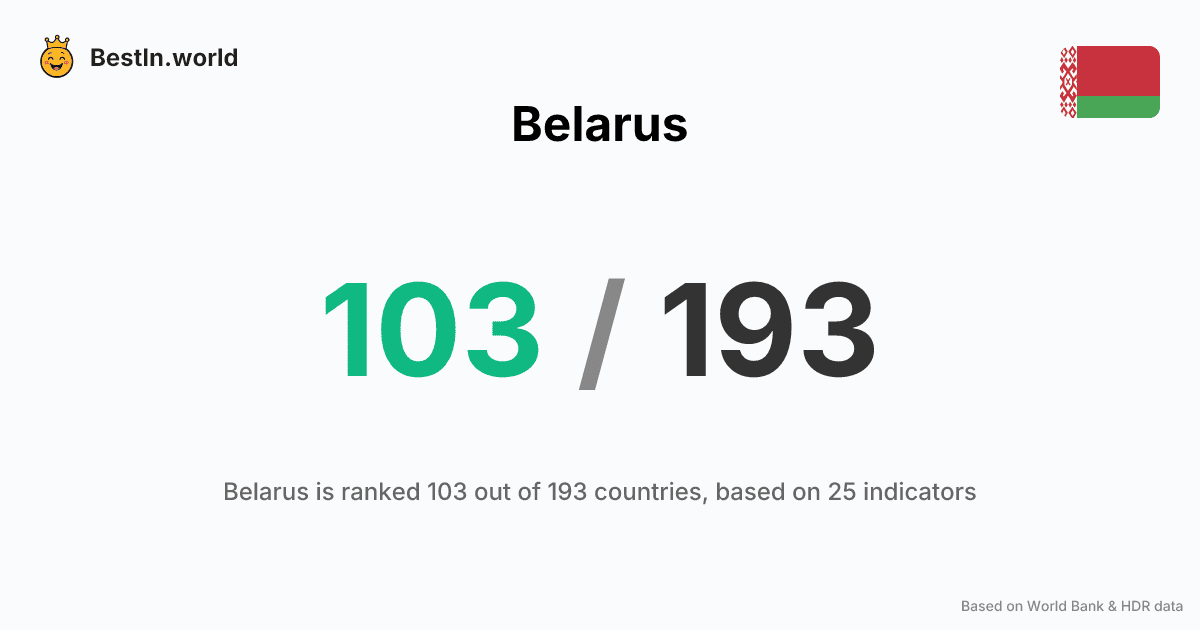 BestIn.world
Belarus
103 / 193
Belarus is ranked 103 out of 193 countries, based on 25 indicators
Based on World Bank & HDR data